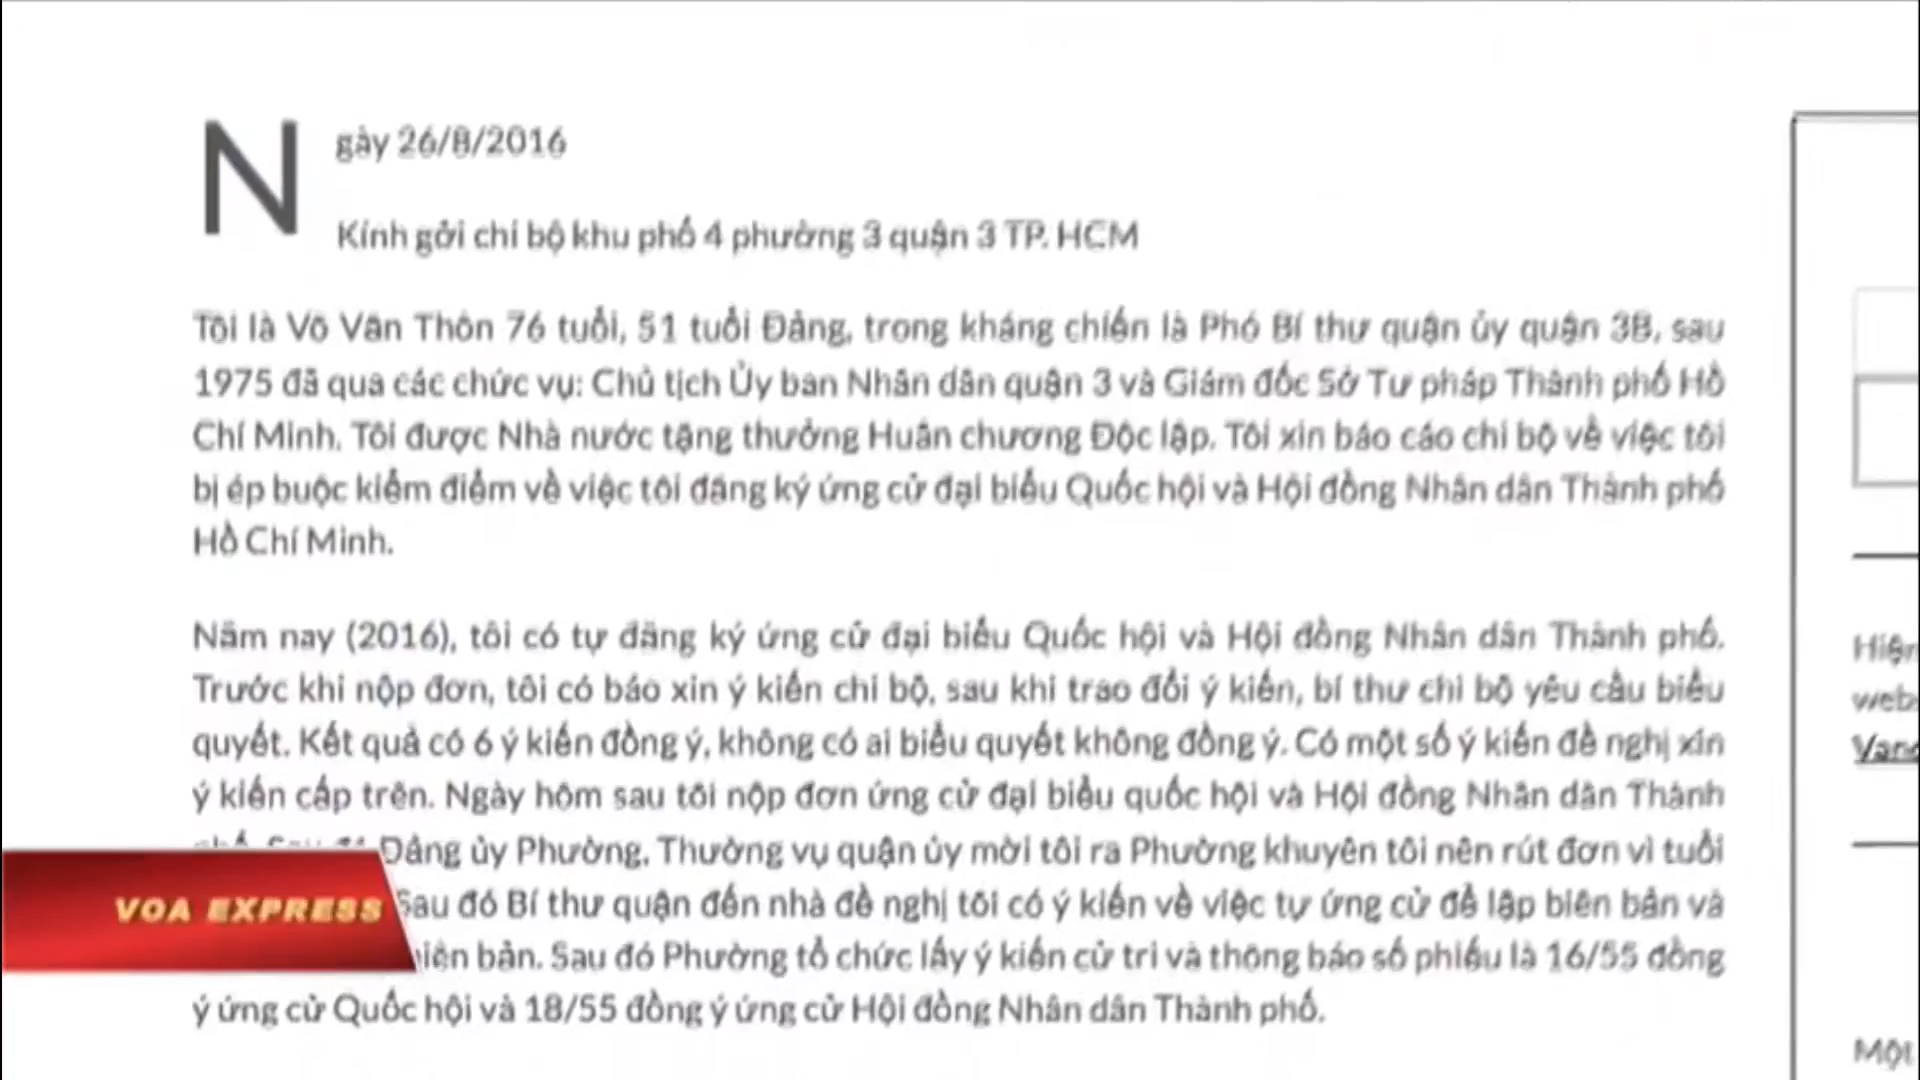 Ngày 26/8/2016
Kính gởi chi bộ khu phố 4 phường 3 quận 3 TP. HCM
Tôi là Võ Văn Thôn 76 tuổi, 51 tuổi Đảng, trong kháng chiến là Phó Bí thư quận ủy quận 3B, sau
1975 đã qua các chức vụ: Chủ tịch Ủy ban Nhân dân quận 3 và Giám đốc Sở Tư pháp Thành phố Hồ
Chí Minh. Tôi được Nhà nước tặng thưởng Huân chương Độc lập. Tôi xin báo cáo chi bộ về việc tôi
bị ép buộc kiểm điểm về việc tôi đăng ký ứng cử đại biểu Quốc hội và Hội đồng Nhân dân Thành phố
Hồ Chí Minh.
Năm nay (2016), tôi có tự đăng ký ứng cử đại biểu Quốc hội và Hội đồng Nhân dân Thành phố.
Trước khi nộp đơn, tôi có báo xin ý kiến chi bộ, sau khi trao đổi ý kiến, bí thư chi bộ yêu cầu biểu
quyết. Kết quả có 6 ý kiến đồng ý, không có ai biểu quyết không đồng ý. Có một số ý kiến đề nghị xin
ý kiến cấp trên. Ngày hôm sau tôi nộp đơn ứng cử đại biểu quốc hội và Hội đồng Nhân dân Thành
Đảng ủy Phường, Thường vụ quận ủy mời tôi ra Phường khuyên tôi nên rút đơn vì tuổi
Sau đó Bí thư quận đến nhà đề nghị tôi có ý kiến về việc tự ứng cử để lập biên bản và
bản. Sau đó Phường tổ chức lấy ý kiến cử tri và thông báo số phiếu là 16/55 đồng
ý ứng cử Quốc hội và 18/55 đồng ý ứng cử Hội đồng Nhân dân Thành phố.
VOA EXPRESS
Một